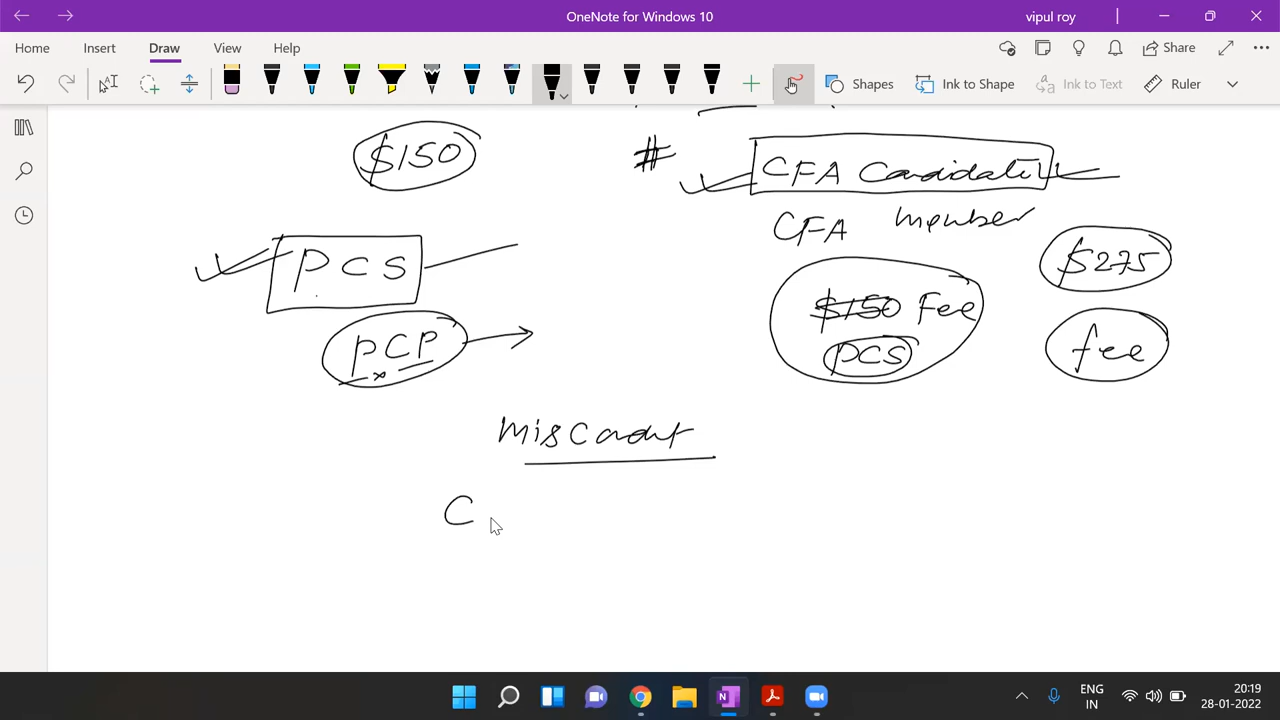 OneNote for Windows 10
vipul roy
Home Insert Draw View Help
Share
Shapes
Ink to Shape
Ink to Text
Ruler
$150
#
CFA Candidate
CFA member
PCS
$275
$150 Fee
PCS
PCP
fee
C
ENG
IN
20:19
28-01-2022